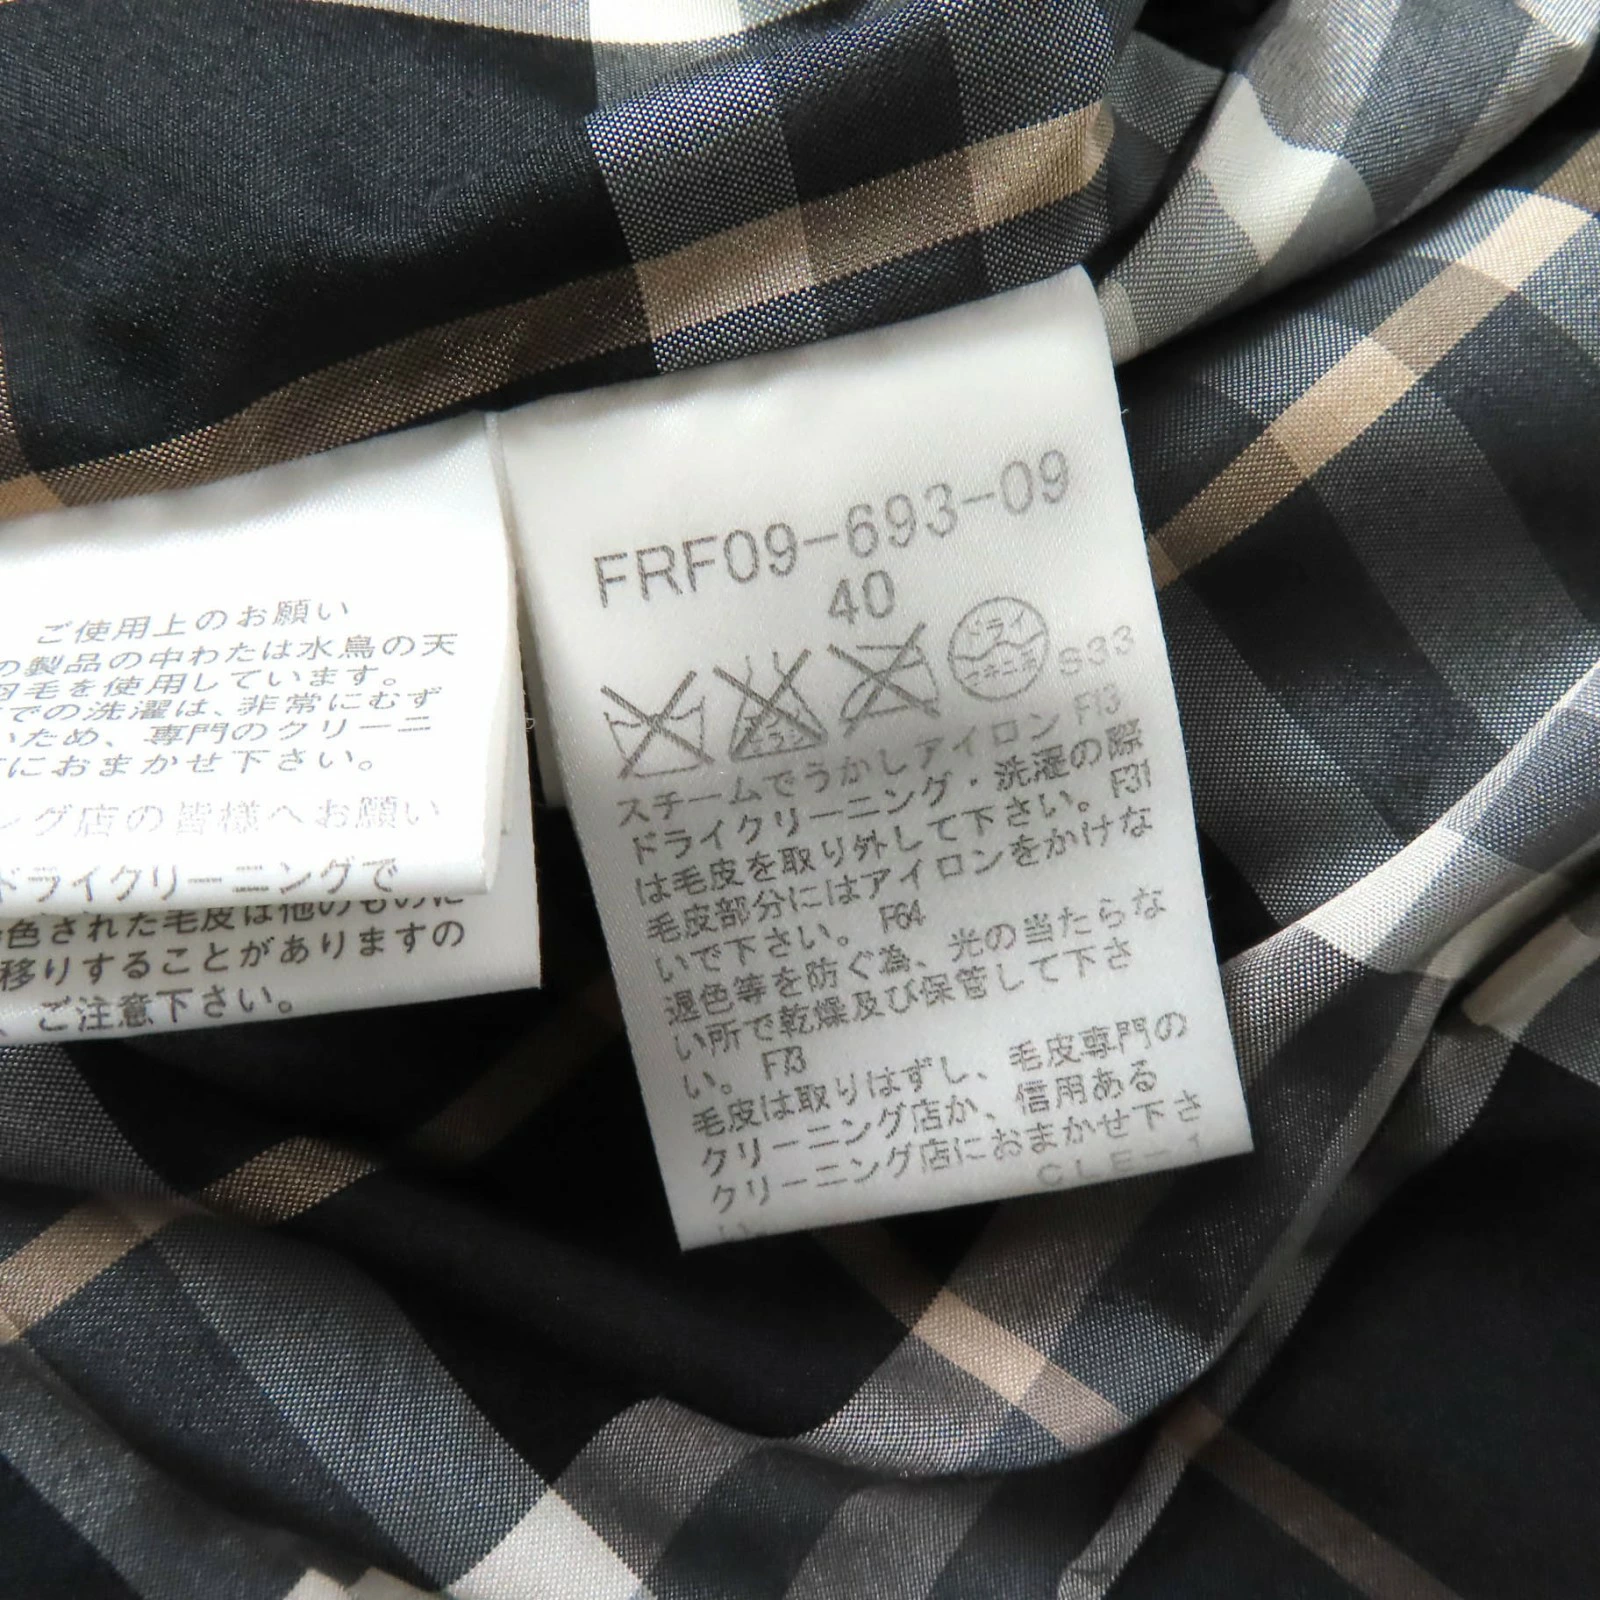 ご使用上のお願い
の製品の中わたは水鳥の天
羽毛を使用しています。
での洗濯は、非常にむず
いため、専門のクリーニ
におまかせ下さい。
ング店の皆様へお願い
ドライクリーニングで
色された毛皮は他のものに
移りすることがありますの
、ご注意下さい。
FRF09-693-09
40
ドライ
セキユ系
S33
スチームでうかしアイロン F13
ドライクリーニング・洗濯の際
は毛皮を取り外して下さい。F31
毛皮部分にはアイロンをかけな
いで下さい。F64
退色等を防ぐ為、光の当たらな
い所で乾燥及び保管して下さ
い。F73
毛皮は取りはずし、毛皮専門の
クリーニング店か、信用ある
クリーニング店におまかせ下さ
い
CLE-1